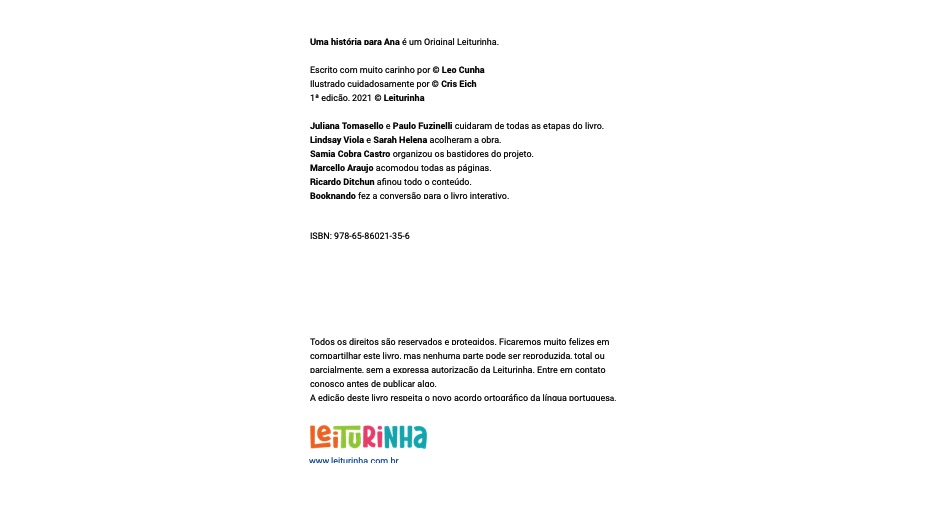 Uma história para Ana é um Original Leiturinha.
Escrito com muito carinho por © Leo Cunha
Ilustrado cuidadosamente por © Cris Eich
1ª edição, 2021 © Leiturinha
Juliana Tomasello e Paulo Fuzinelli cuidaram de todas as etapas do livro.
Lindsay Viola e Sarah Helena acolheram a obra.
Samia Cobra Castro organizou os bastidores do projeto.
Marcello Araujo acomodou todas as páginas.
Ricardo Ditchun afinou todo o conteúdo.
Booknando fez a conversão para o livro interativo.
ISBN: 978-65-86021-35-6
Todos os direitos são reservados e protegidos. Ficaremos muito felizes em
compartilhar este livro, mas nenhuma parte pode ser reproduzida, total ou
parcialmente, sem a expressa autorização da Leiturinha. Entre em contato
conosco antes de publicar algo.
A edição deste livro respeita o novo acordo ortográfico da língua portuguesa.
LEiTURiNHa
www.leiturinha.com.br